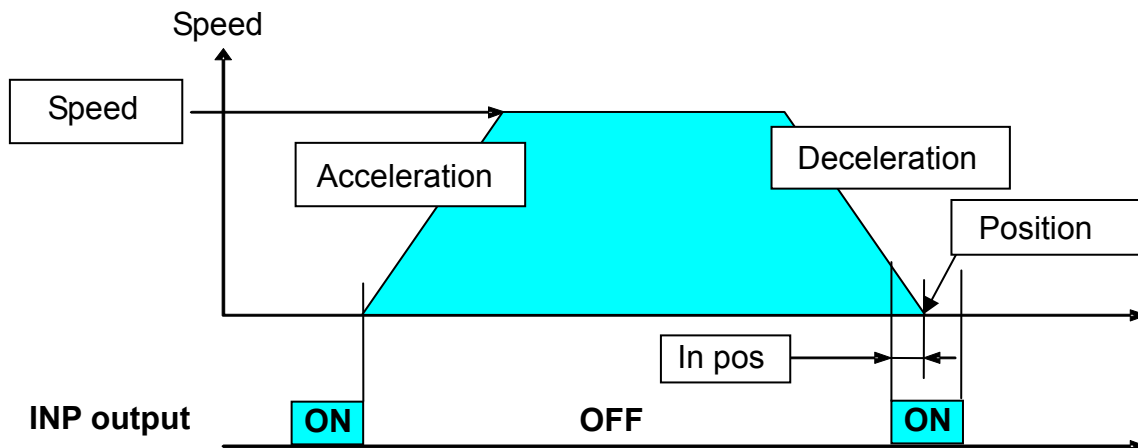 Speed
Speed
Acceleration
Deceleration
Position
In pos
INP output
ON
OFF
ON